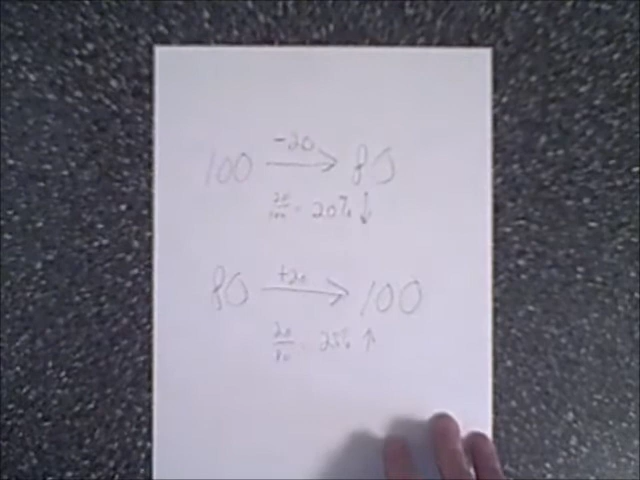 -20
100 → 80
20/100 = 20% ↓
+20
80 → 100
20/80 = 25% ↑